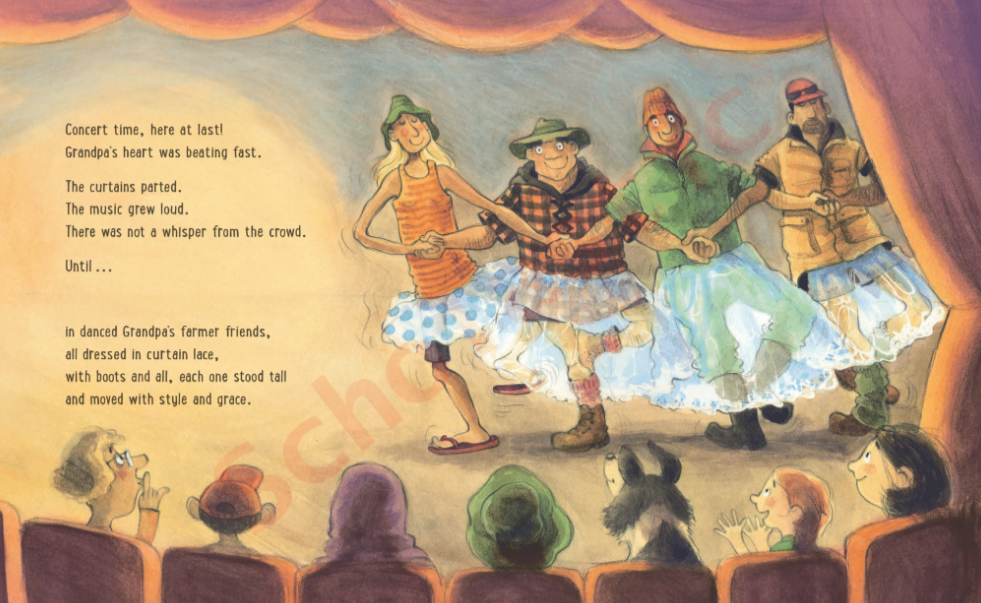 Concert time, here at last!
Grandpa's heart was beating fast.
The curtains parted.
The music grew loud.
There was not a whisper from the crowd.
Until ...
in danced Grandpa's farmer friends,
all dressed in curtain lace,
with boots and all, each one stood tall
and moved with style and grace.